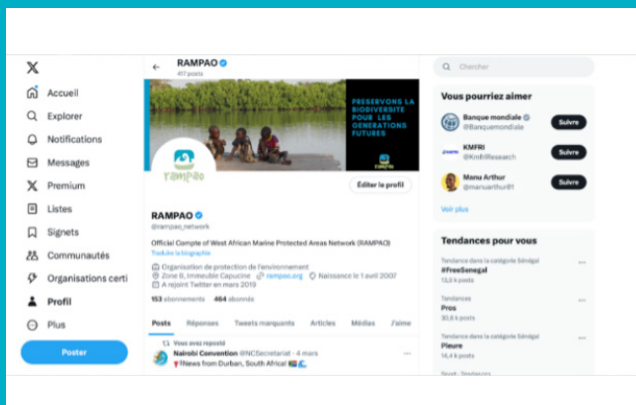 Accueil
Explorer
Notifications
Messages
Premium
Listes
Signets
Communautés
Organisations certi
Profil
Plus
Poster
RAMPAO
417 posts
PRESERVONS LA
BIODIVERSITE
POUR LES
GENERATIONS
FUTURES
rampao
rampao
Éditer le profil
RAMPAO
@rampao_network
Official Compte of West African Marine Protected Areas Network (RAMPAO)
Traduire la biographie
Organisation de protection de l'environnement
Zone B, Immeuble Capucine rampao.org Naissance le 1 avril 2007
A rejoint Twitter en mars 2019
153 abonnements 464 abonnés
Posts Réponses Tweets marquants Articles Médias J'aime
Vous avez reposté
Nairobi Convention @NCSecretariat · 4 mars
News from Durban, South Africa!
Chercher
Vous pourriez aimer
Banque mondiale
@Banquemondiale
Suivre
KMFRI
Suivre
Manu Arthur
@manuarthur81
Suivre
Voir plus
Tendances pour vous
Tendance dans la catégorie Sénégal
#FreeSenegal
13,9 k posts
Tendances
Pros
30,6 k posts
Tendance dans la catégorie Sénégal
Pleure
14,4 k posts